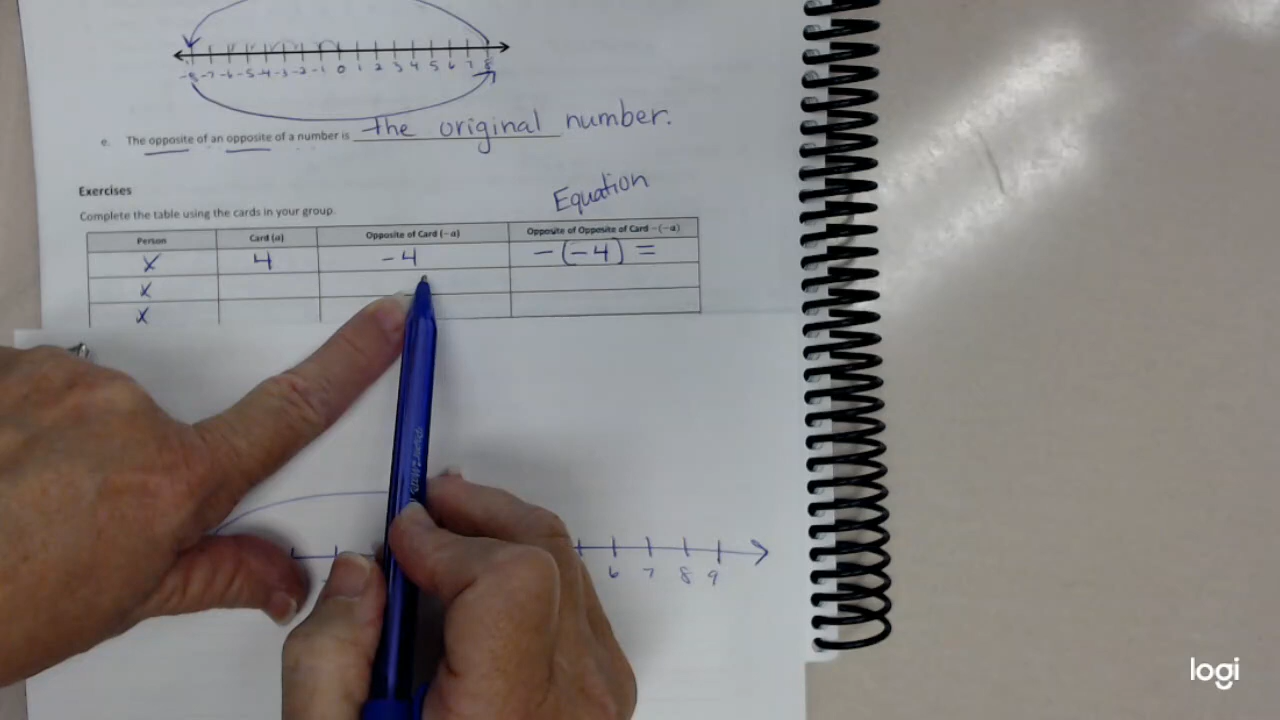 -8 -7 -6 -5 -4 -3 -2 -1 0 1 2 3 4 5 6 7 8
e. The opposite of an opposite of a number is the original number.
Exercises
Equation
Complete the table using the cards in your group.
Person Card (a) Opposite of Card (−a) Opposite of Opposite of Card −(−a)
X 4 -4 -(-4) =
X
X
6 7 8 9
logi